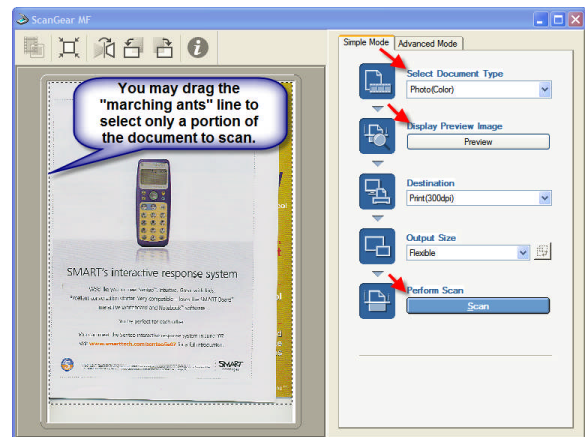 ScanGear MF
Simple Mode
Advanced Mode
You may drag the
"marching ants" line to
select only a portion of
the document to scan.
Select Document Type
Photo(Color)
Display Preview Image
Preview
Destination
Print(300dpi)
Output Size
Flexible
Perform Scan
Scan
SMART's interactive response system
SMART